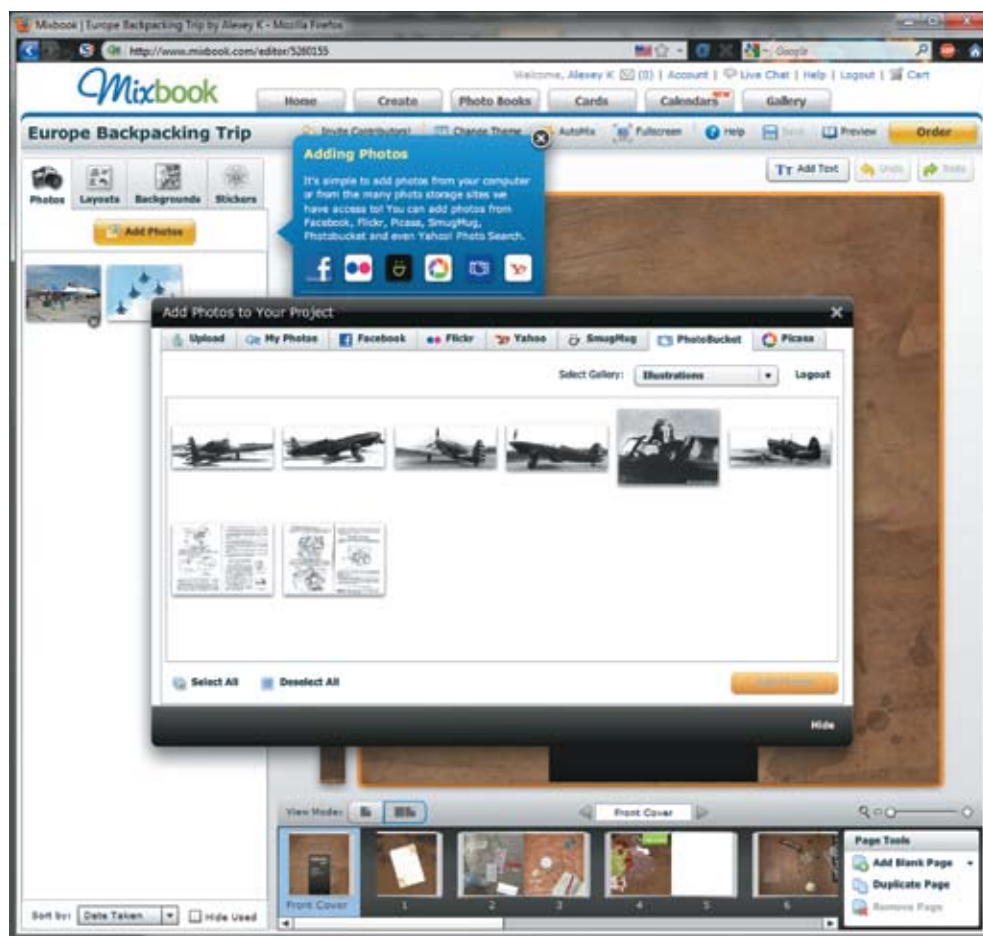 Mixbook | Europe Backpacking Trip by Alexey K - Mozilla Firefox
http://www.mixbook.com/editor/5260155
Google
Mixbook
Welcome, Alexey K (0) | Account | Live Chat | Help | Logout | Cart
Home Create Photo Books Cards Calendars NEW Gallery
Europe Backpacking Trip
Invite Contributors! Change Theme AutoMix Fullscreen Help Save Preview Order
Photos Layouts Backgrounds Stickers
TT Add Text Undo Redo
Add Photos
Adding Photos
It's simple to add photos from your computer
or from the many photo storage sites we
have access to! You can add photos from
Facebook, Flickr, Picasa, SmugMug,
Photobucket and even Yahoo! Photo Search.
Add Photos to Your Project
Upload My Photos Facebook Flickr Yahoo SmugMug PhotoBucket Picasa
Select Gallery: Illustrations Logout
Select All Deselect All
Hide
View Mode: Front Cover
Front Cover 1 2 3 4 5 6
Page Tools
Add Blank Page
Duplicate Page
Remove Page
Sort by: Date Taken Hide Used